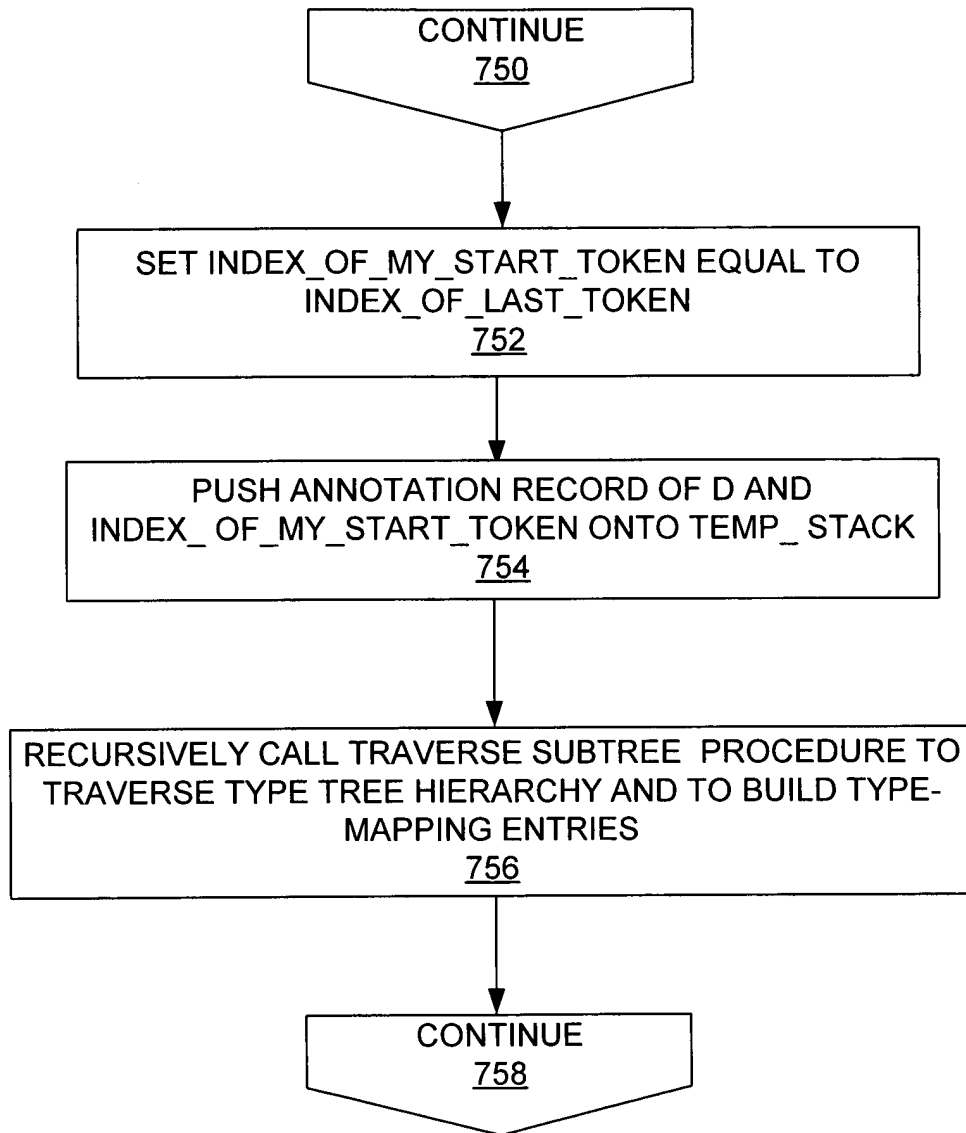 CONTINUE
750
SET INDEX_OF_MY_START_TOKEN EQUAL TO
INDEX_OF_LAST_TOKEN
752
PUSH ANNOTATION RECORD OF D AND
INDEX_ OF_MY_START_TOKEN ONTO TEMP_ STACK
754
RECURSIVELY CALL TRAVERSE SUBTREE PROCEDURE TO
TRAVERSE TYPE TREE HIERARCHY AND TO BUILD TYPE-
MAPPING ENTRIES
756
CONTINUE
758